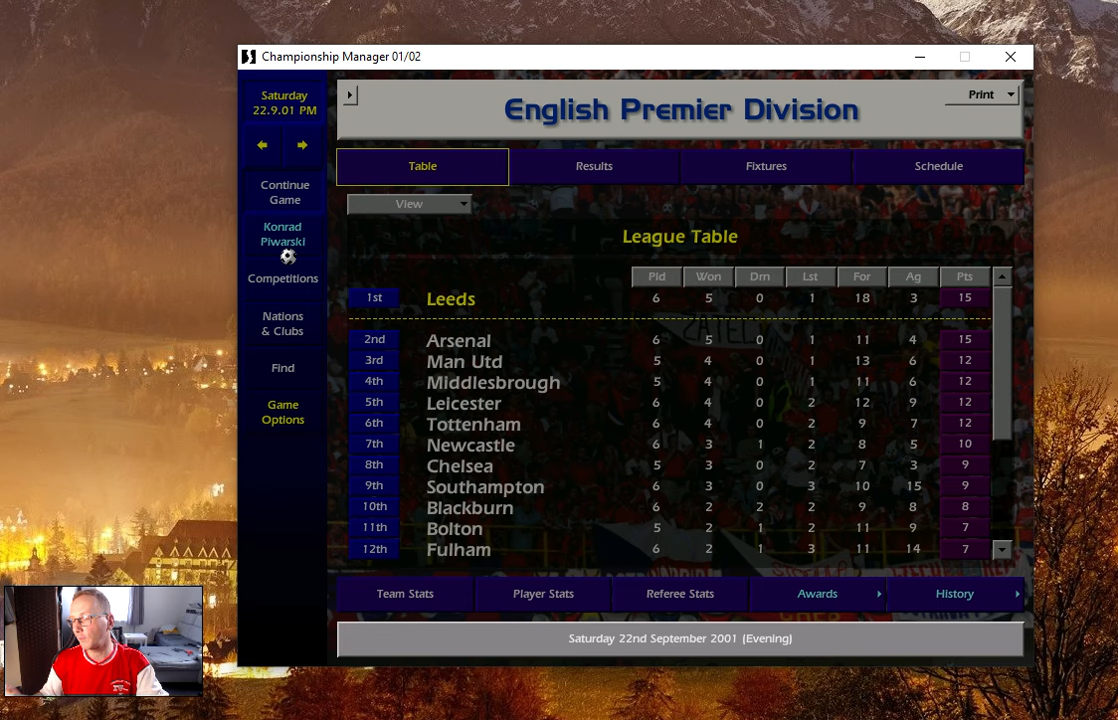 Championship Manager 01/02
Saturday
22.9.01 PM
Continue
Game
Konrad
Piwarski
Competitions
Nations
& Clubs
Find
Game
Options
English Premier Division
Print
Table Results Fixtures Schedule
View
League Table
Pld Won Drn Lst For Ag Pts
1st Leeds 6 5 0 1 18 3 15
2nd Arsenal 6 5 0 1 11 4 15
3rd Man Utd 5 4 0 1 13 6 12
4th Middlesbrough 5 4 0 1 11 6 12
5th Leicester 6 4 0 2 12 9 12
6th Tottenham 6 4 0 2 9 7 12
7th Newcastle 6 3 1 2 8 5 10
8th Chelsea 5 3 0 2 7 3 9
9th Southampton 6 3 0 3 10 15 9
10th Blackburn 6 2 2 2 9 8 8
11th Bolton 5 2 1 2 11 9 7
12th Fulham 6 2 1 3 11 14 7
Team Stats Player Stats Referee Stats Awards History
Saturday 22nd September 2001 (Evening)